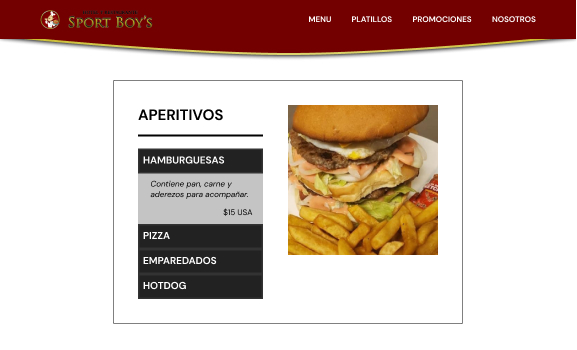 SPORT BOY'S
MENU
PLATILLOS
PROMOCIONES
NOSOTROS
APERITIVOS
HAMBURGUESAS
Contiene pan, carne y
aderezos para acompañar.
$15 USA
PIZZA
EMPAREDADOS
HOTDOG